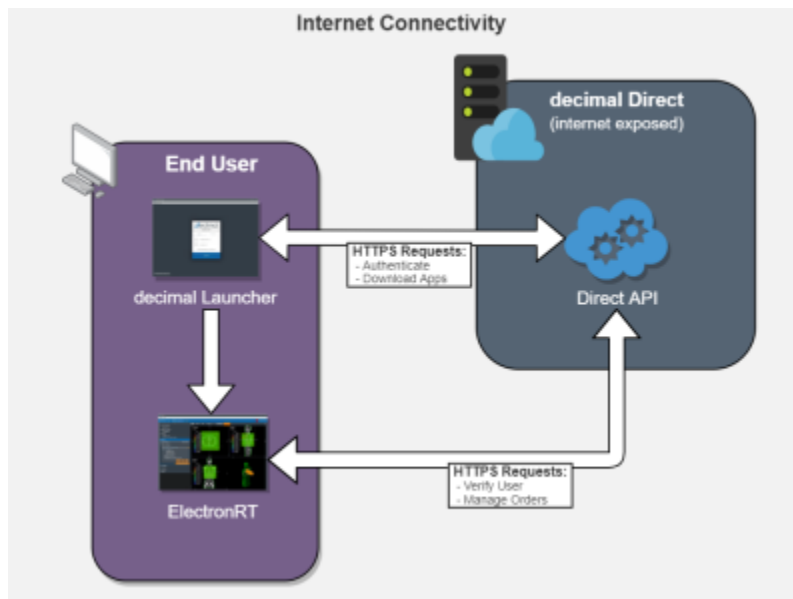 Internet Connectivity
decimal Direct
(internet exposed)
End User
HTTPS Requests:
- Authenticate
- Download Apps
decimal Launcher
Direct API
HTTPS Requests:
- Verify User
- Manage Orders
ElectronRT